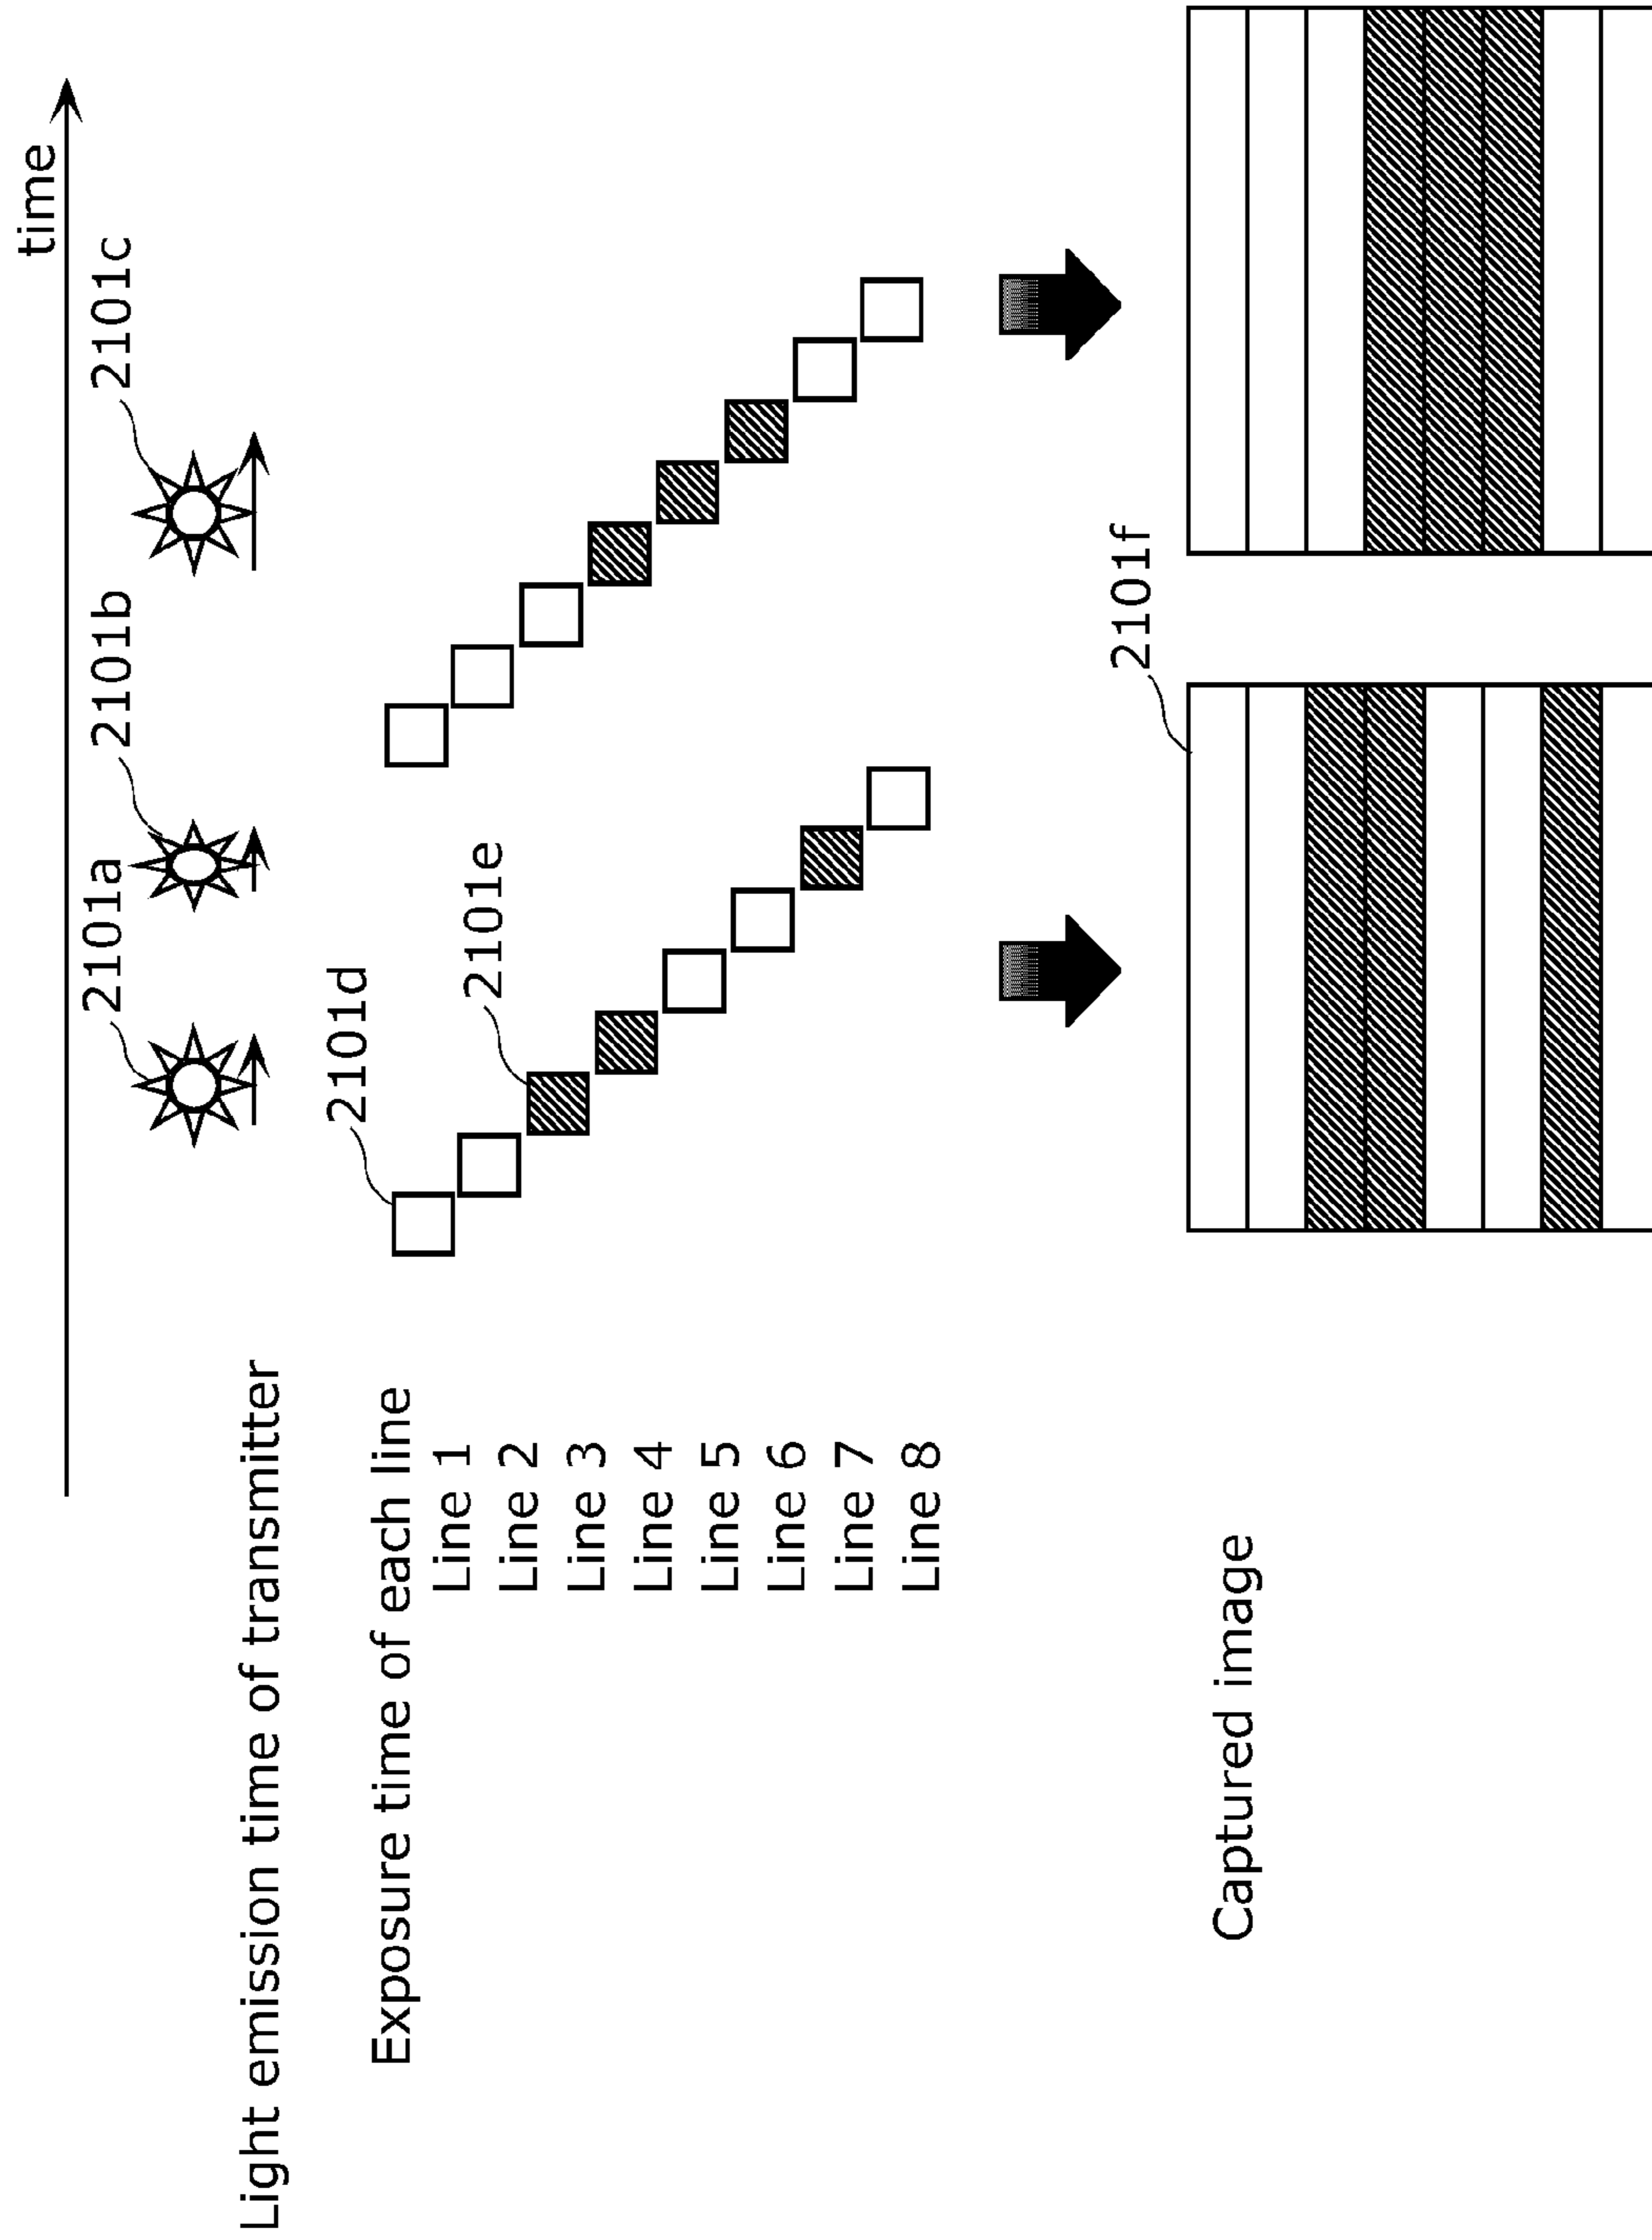 time
2101a
2101b
2101c
Light emission time of transmitter
2101d
Exposure time of each line
2101e
Line 1
Line 2
Line 3
Line 4
Line 5
Line 6
Line 7
Line 8
2101f
Captured image